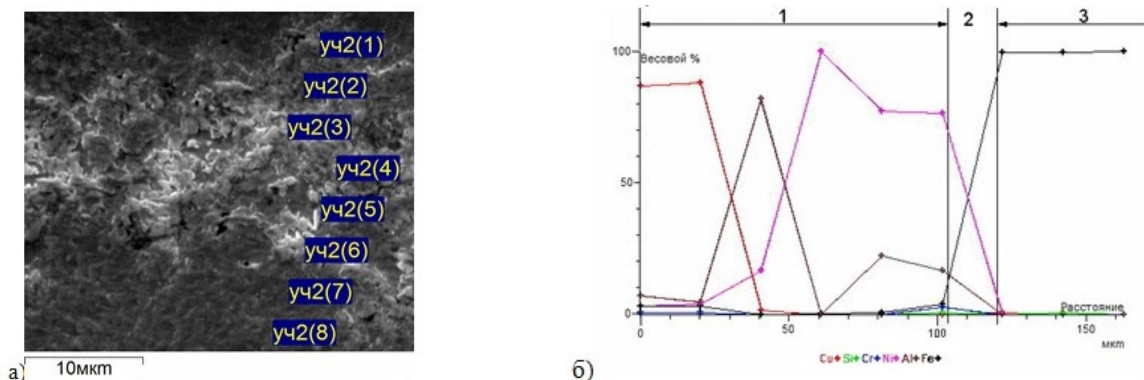 уч2(1)
уч2(2)
уч2(3)
уч2(4)
уч2(5)
уч2(6)
уч2(7)
уч2(8)
а) 10мкм
1 2 3
100 Весовой %
50
0 Расстояние
0 50 100 150
мкм
Cu Si Cr Ni Al Fe
б)